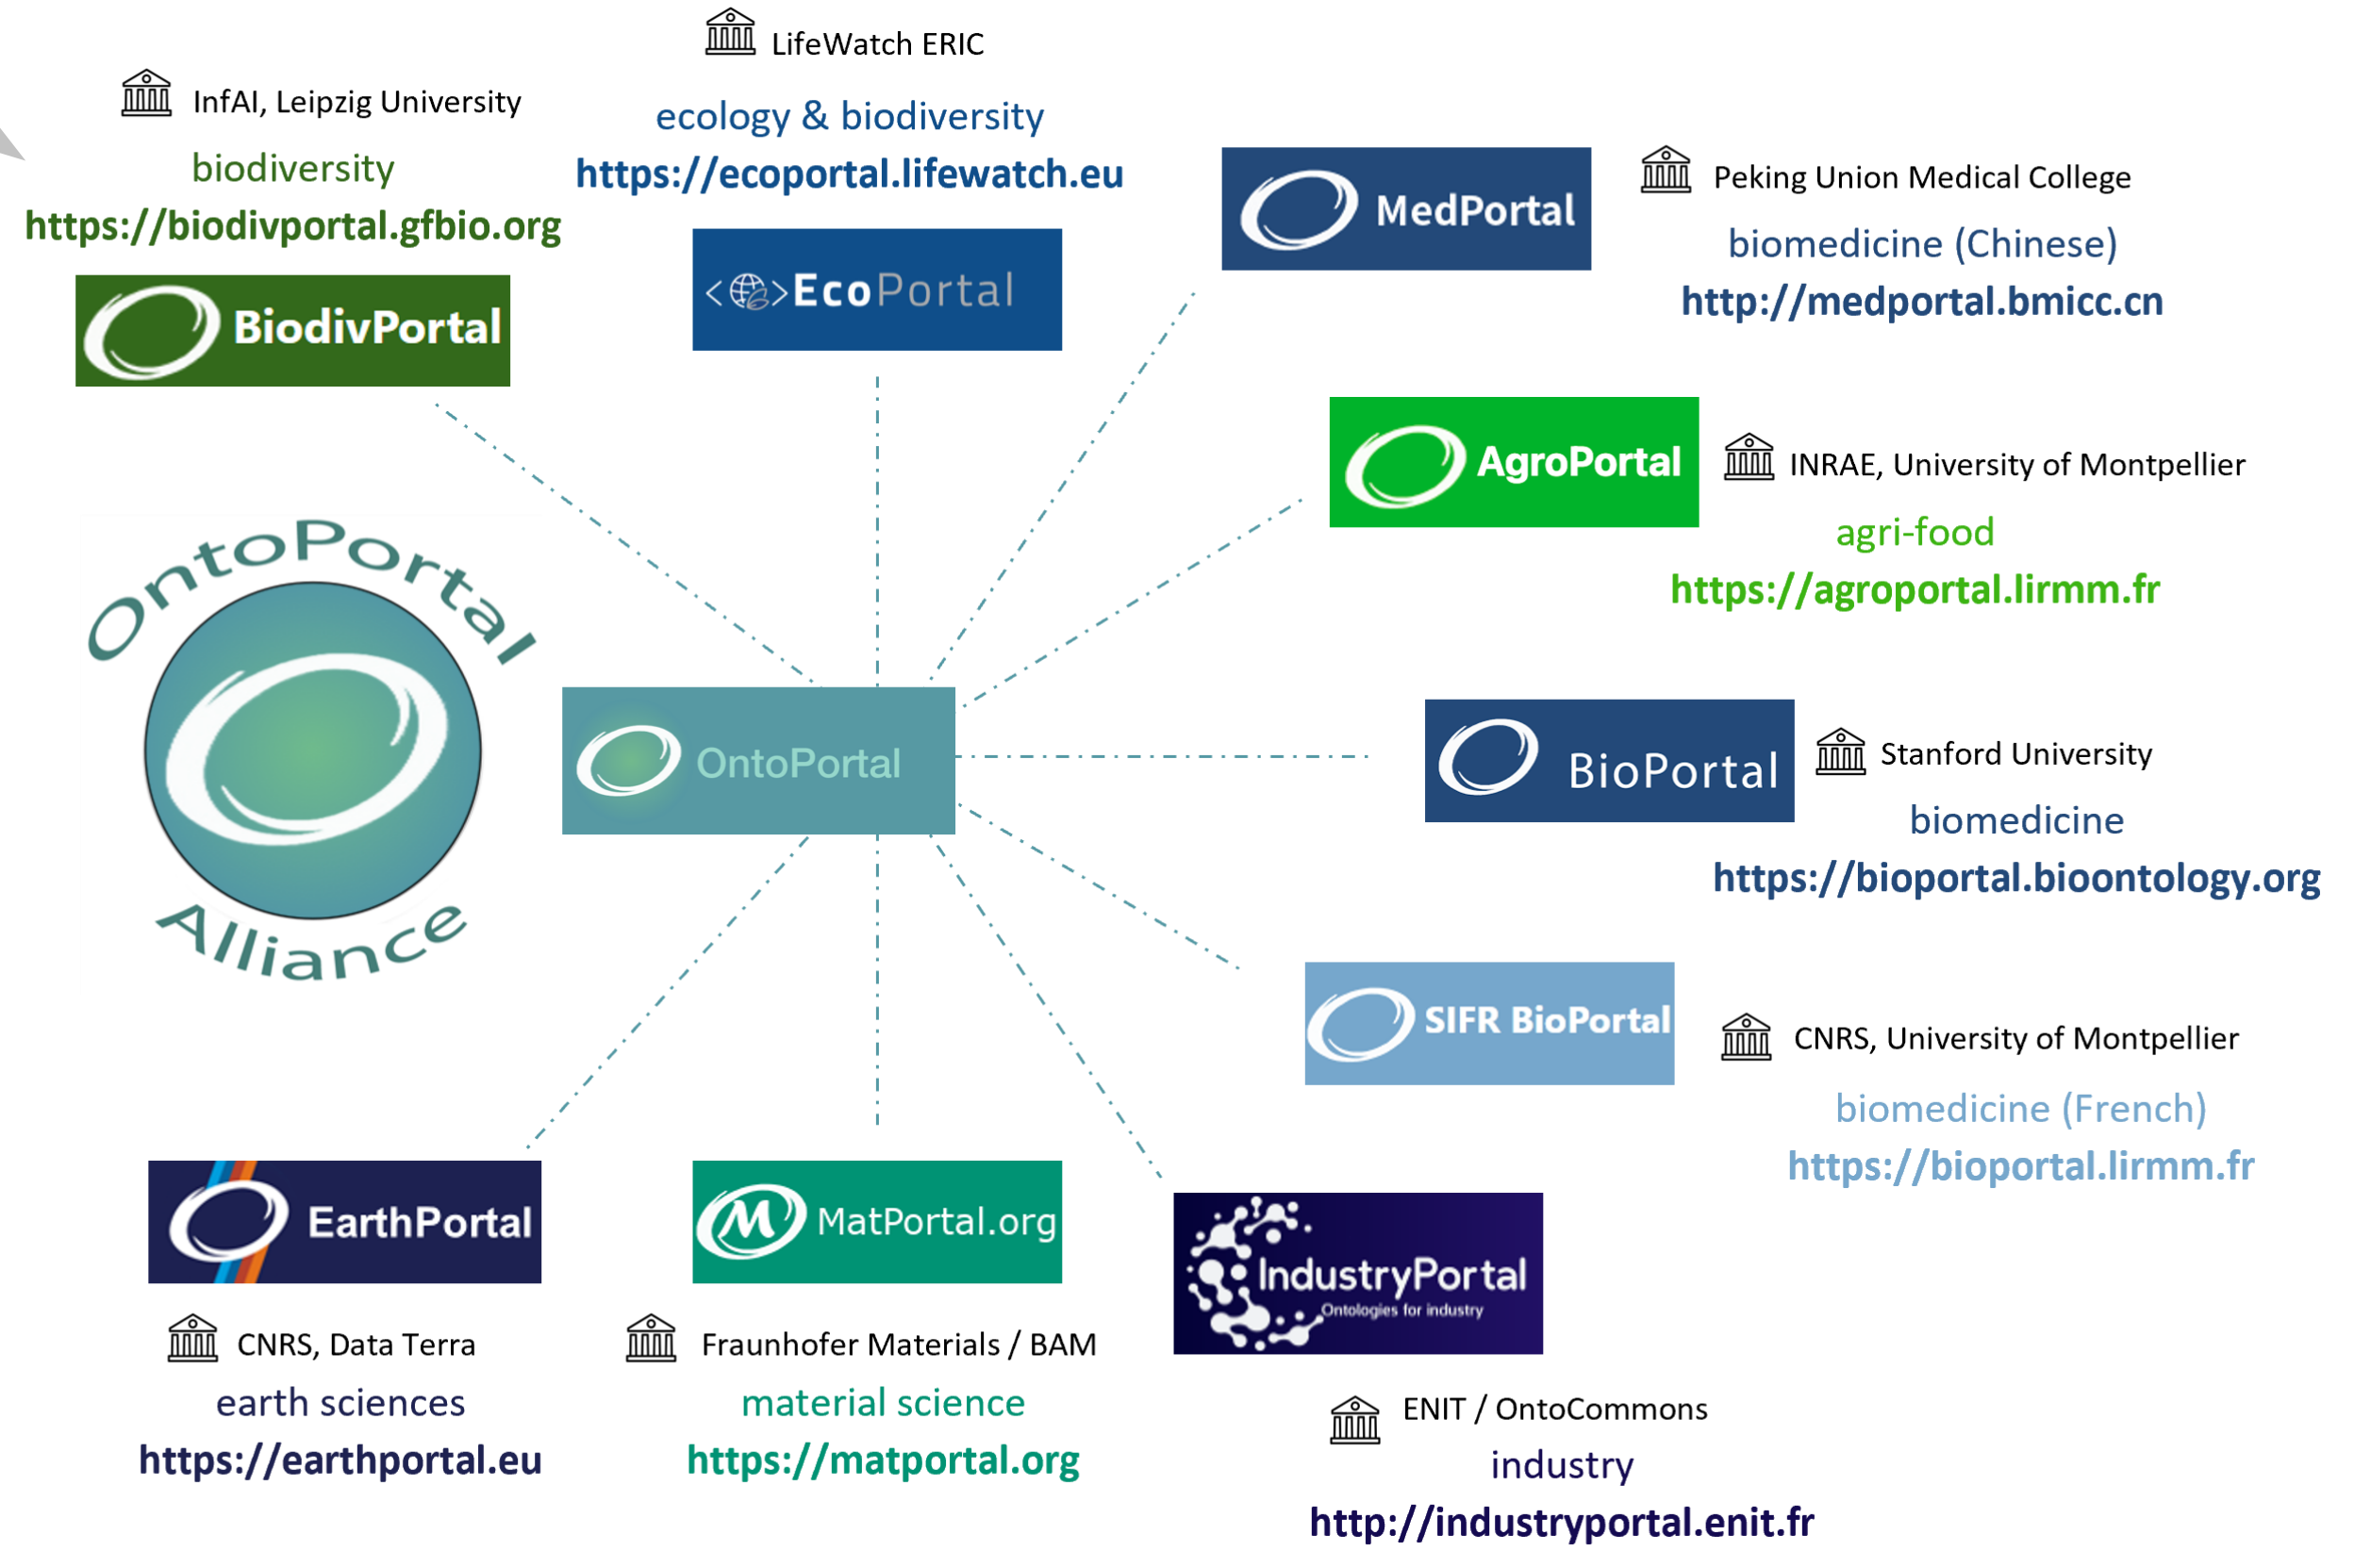 LifeWatch ERIC
ecology & biodiversity
https://ecoportal.lifewatch.eu
<EcoPortal
InfAI, Leipzig University
biodiversity
https://biodivportal.gfbio.org
BiodivPortal
MedPortal
Peking Union Medical College
biomedicine (Chinese)
http://medportal.bmicc.cn
AgroPortal
INRAE, University of Montpellier
agri-food
https://agroportal.lirmm.fr
OntoPortal
Alliance
OntoPortal
BioPortal
Stanford University
biomedicine
https://bioportal.bioontology.org
SIFR BioPortal
CNRS, University of Montpellier
biomedicine (French)
https://bioportal.lirmm.fr
EarthPortal
CNRS, Data Terra
earth sciences
https://earthportal.eu
MatPortal.org
Fraunhofer Materials / BAM
material science
https://matportal.org
IndustryPortal
Ontologies for industry
ENIT / OntoCommons
industry
http://industryportal.enit.fr